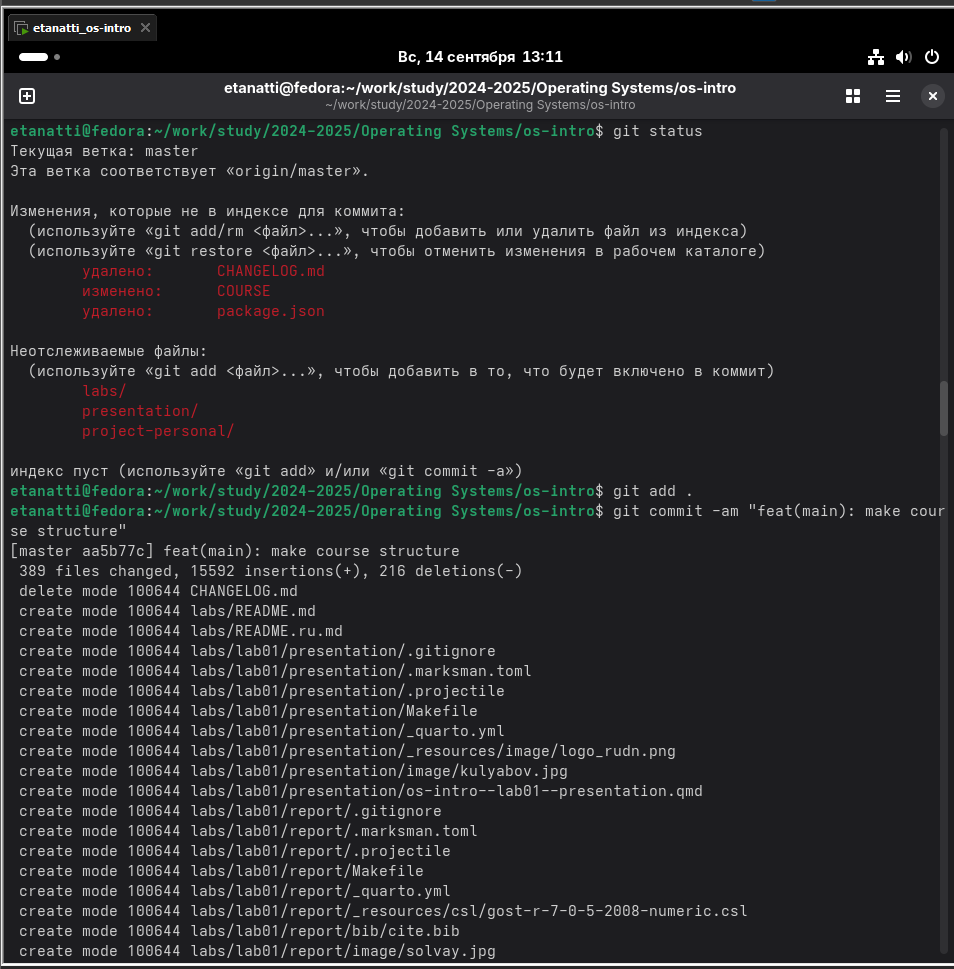 etanatti_os-intro
Вс, 14 сентября 13:11
etanatti@fedora:~/work/study/2024-2025/Operating Systems/os-intro
~/work/study/2024-2025/Operating Systems/os-intro
etanatti@fedora:~/work/study/2024-2025/Operating Systems/os-intro$ git status
Текущая ветка: master
Эта ветка соответствует «origin/master».
Изменения, которые не в индексе для коммита:
  (используйте «git add/rm <файл>...», чтобы добавить или удалить файл из индекса)
  (используйте «git restore <файл>...», чтобы отменить изменения в рабочем каталоге)
        удалено:       CHANGELOG.md
        изменено:      COURSE
        удалено:       package.json
Неотслеживаемые файлы:
  (используйте «git add <файл>...», чтобы добавить в то, что будет включено в коммит)
        labs/
        presentation/
        project-personal/
индекс пуст (используйте «git add» и/или «git commit -a»)
etanatti@fedora:~/work/study/2024-2025/Operating Systems/os-intro$ git add .
etanatti@fedora:~/work/study/2024-2025/Operating Systems/os-intro$ git commit -am "feat(main): make cour
se structure"
[master aa5b77c] feat(main): make course structure
 389 files changed, 15592 insertions(+), 216 deletions(-)
 delete mode 100644 CHANGELOG.md
 create mode 100644 labs/README.md
 create mode 100644 labs/README.ru.md
 create mode 100644 labs/lab01/presentation/.gitignore
 create mode 100644 labs/lab01/presentation/.marksman.toml
 create mode 100644 labs/lab01/presentation/.projectile
 create mode 100644 labs/lab01/presentation/Makefile
 create mode 100644 labs/lab01/presentation/_quarto.yml
 create mode 100644 labs/lab01/presentation/_resources/image/logo_rudn.png
 create mode 100644 labs/lab01/presentation/image/kulyabov.jpg
 create mode 100644 labs/lab01/presentation/os-intro--lab01--presentation.qmd
 create mode 100644 labs/lab01/report/.gitignore
 create mode 100644 labs/lab01/report/.marksman.toml
 create mode 100644 labs/lab01/report/.projectile
 create mode 100644 labs/lab01/report/Makefile
 create mode 100644 labs/lab01/report/_quarto.yml
 create mode 100644 labs/lab01/report/_resources/csl/gost-r-7-0-5-2008-numeric.csl
 create mode 100644 labs/lab01/report/bib/cite.bib
 create mode 100644 labs/lab01/report/image/solvay.jpg